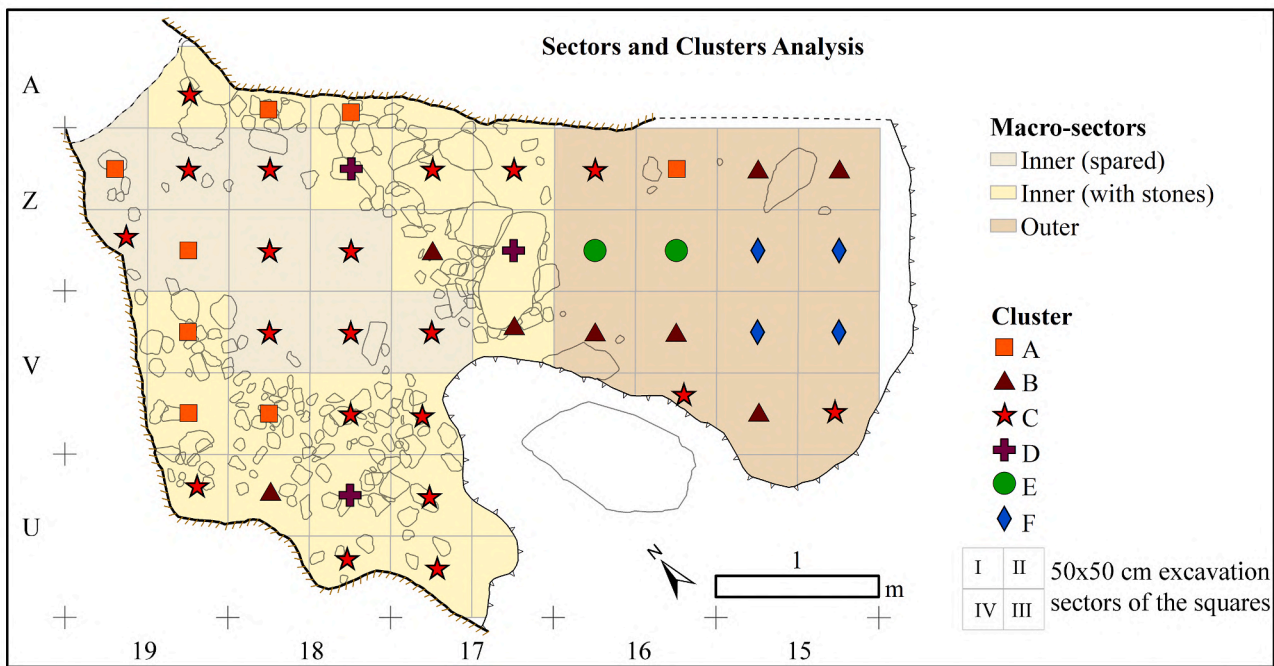 Sectors and Clusters Analysis
A
Z
V
U
19 18 17 16 15
N
1
m
Macro-sectors
Inner (spared)
Inner (with stones)
Outer
Cluster
A
B
C
D
E
F
I II
IV III
50x50 cm excavation
sectors of the squares